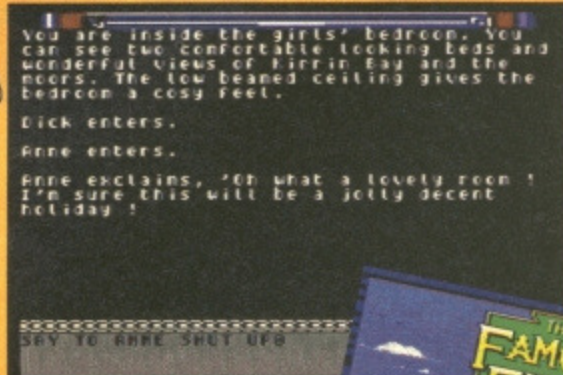 You are inside the girls' bedroom. You
can see two comfortable looking beds and
wonderful views of Kirrin Bay and the
moors. The low beamed ceiling gives the
bedroom a cosy feel.
Dick enters.
Anne enters.
Anne exclaims, 'Oh what a lovely room !
I'm sure this will be a jolly decent
holiday !
SAY TO ANNE SHUT UP@
THE
FAM